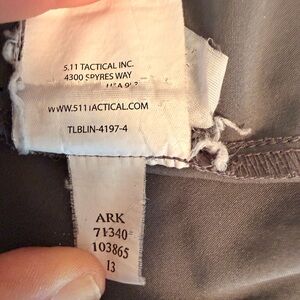 5.11 TACTICAL INC.
4300 SPYRES WAY
WWW.511TACTICAL.COM
TLBLIN-4197-4
ARK
71340
103865
13